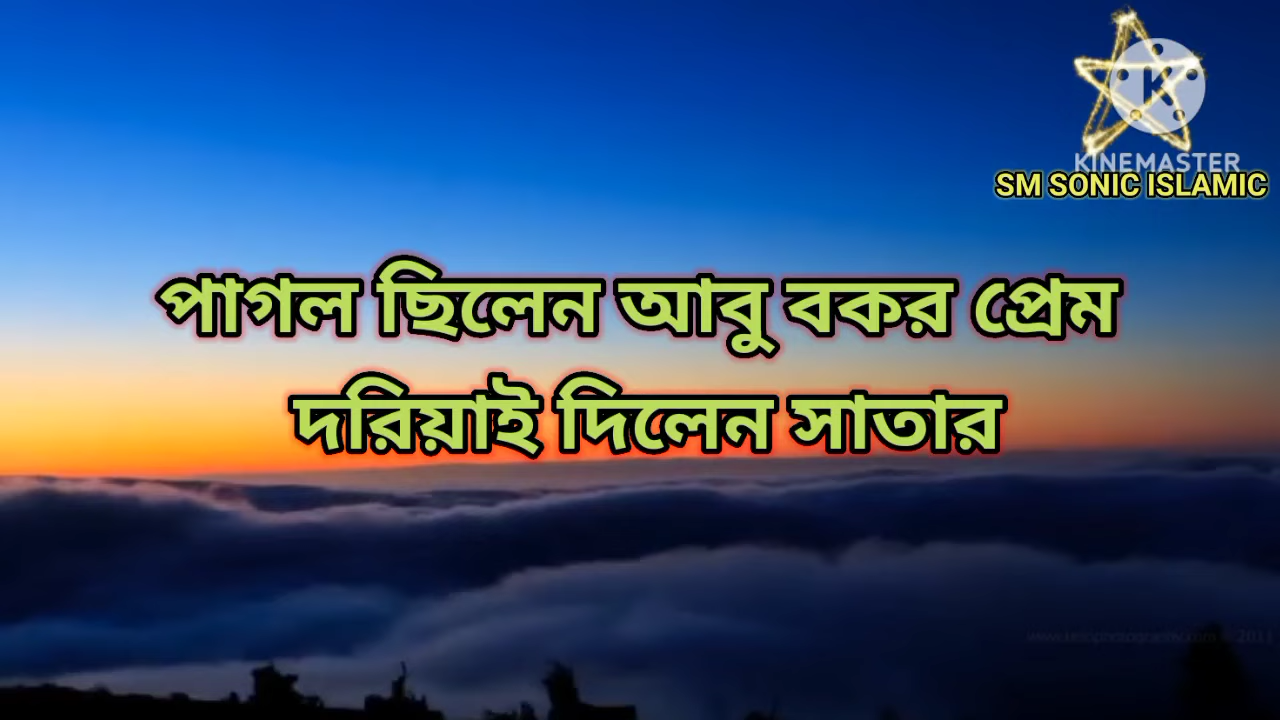 KINEMASTER
SM SONIC ISLAMIC
পাগল ছিলেন আবু বকর প্রেম
দরিয়াই দিলেন সাতার